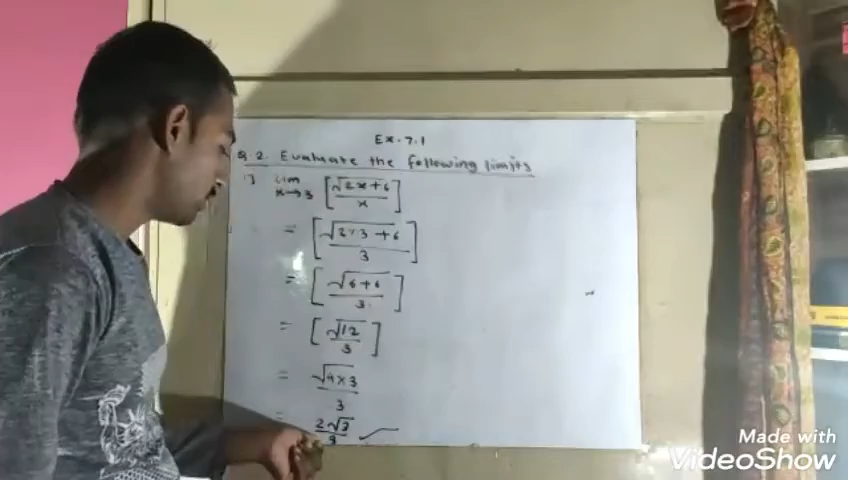 Ex-7.1
Q 2. Evaluate the following limits
1] lim x→3 [√2x+6 / x]
= [√2×3+6 / 3]
= [√6+6 / 3]
= [√12 / 3]
= √4×3 / 3
= 2√3 / 3
Made with
VideoShow